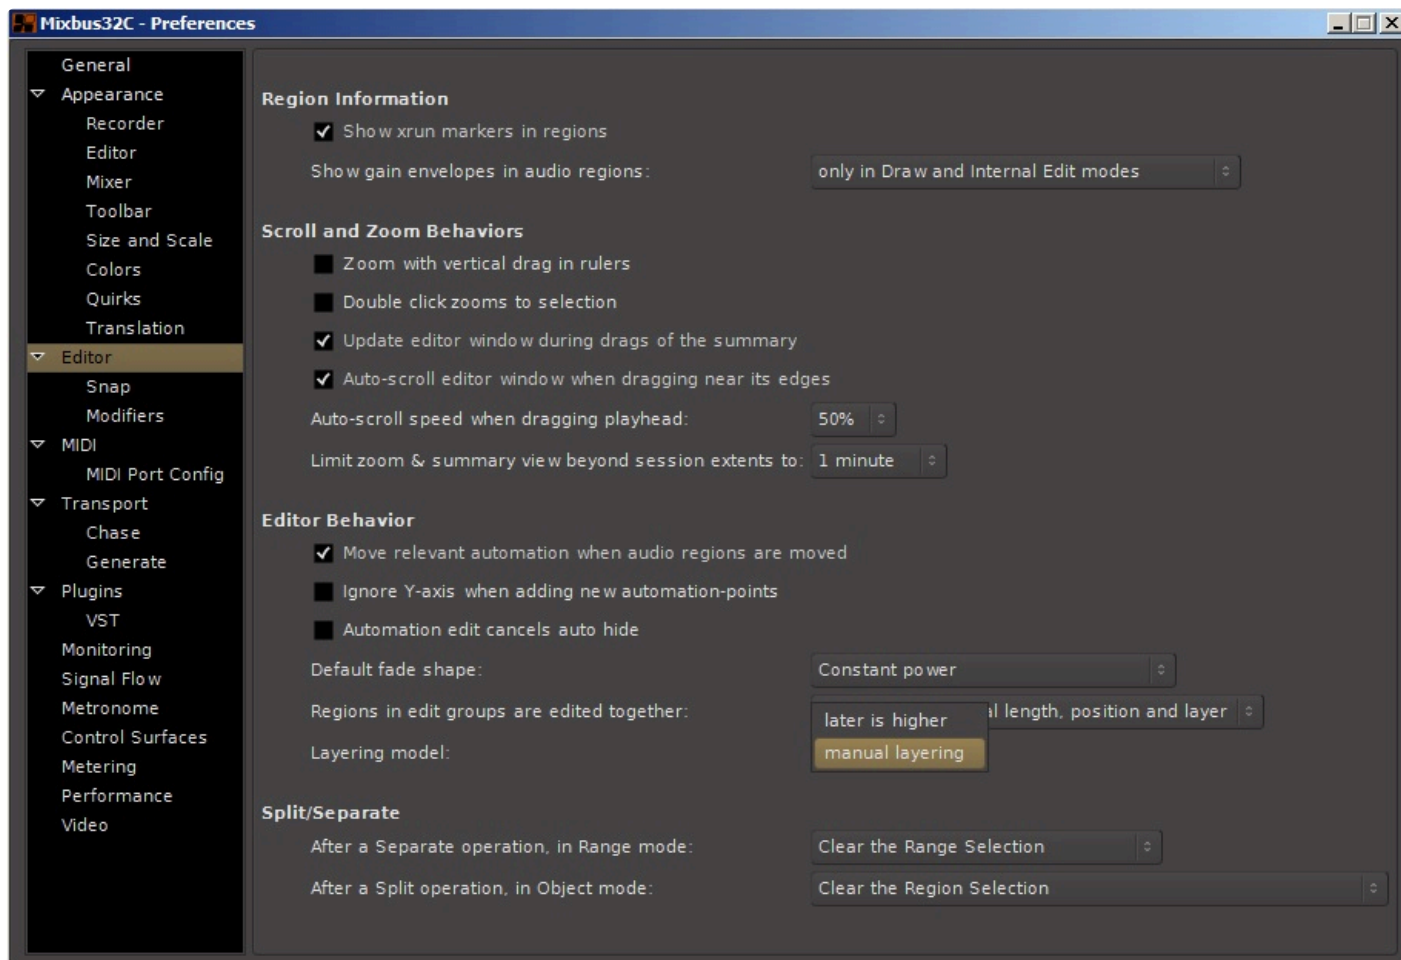 Mixbus32C - Preferences
General
Appearance
Recorder
Editor
Mixer
Toolbar
Size and Scale
Colors
Quirks
Translation
Editor
Snap
Modifiers
MIDI
MIDI Port Config
Transport
Chase
Generate
Plugins
VST
Monitoring
Signal Flow
Metronome
Control Surfaces
Metering
Performance
Video
Region Information
Show xrun markers in regions
Show gain envelopes in audio regions: only in Draw and Internal Edit modes
Scroll and Zoom Behaviors
Zoom with vertical drag in rulers
Double click zooms to selection
Update editor window during drags of the summary
Auto-scroll editor window when dragging near its edges
Auto-scroll speed when dragging playhead: 50%
Limit zoom & summary view beyond session extents to: 1 minute
Editor Behavior
Move relevant automation when audio regions are moved
Ignore Y-axis when adding new automation-points
Automation edit cancels auto hide
Default fade shape: Constant power
Regions in edit groups are edited together: length, position and layer
later is higher
Layering model: manual layering
Split/Separate
After a Separate operation, in Range mode: Clear the Range Selection
After a Split operation, in Object mode: Clear the Region Selection